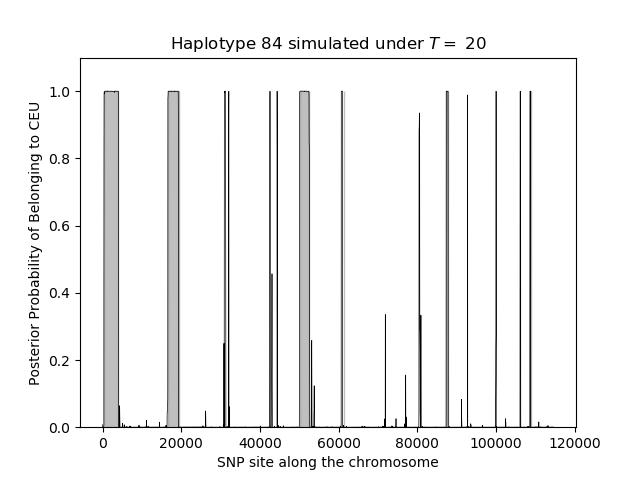 Haplotype 84 simulated under T = 20
1.0
0.8
0.6
0.4
0.2
0.0
Posterior Probability of Belonging to CEU
0 20000 40000 60000 80000 100000 120000
SNP site along the chromosome